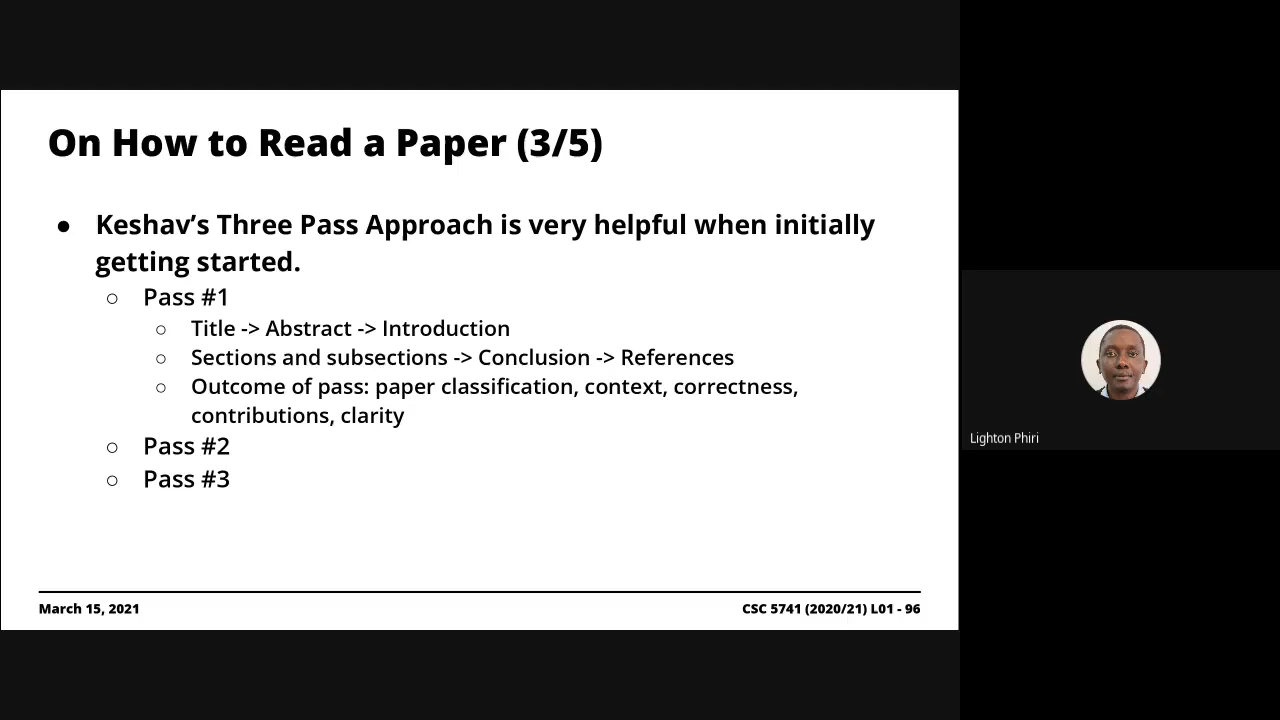 On How to Read a Paper (3/5)
● Keshav’s Three Pass Approach is very helpful when initially
getting started.
○ Pass #1
○ Title -> Abstract -> Introduction
○ Sections and subsections -> Conclusion -> References
○ Outcome of pass: paper classification, context, correctness,
contributions, clarity
○ Pass #2
○ Pass #3
March 15, 2021
CSC 5741 (2020/21) L01 - 96
Lighton Phiri